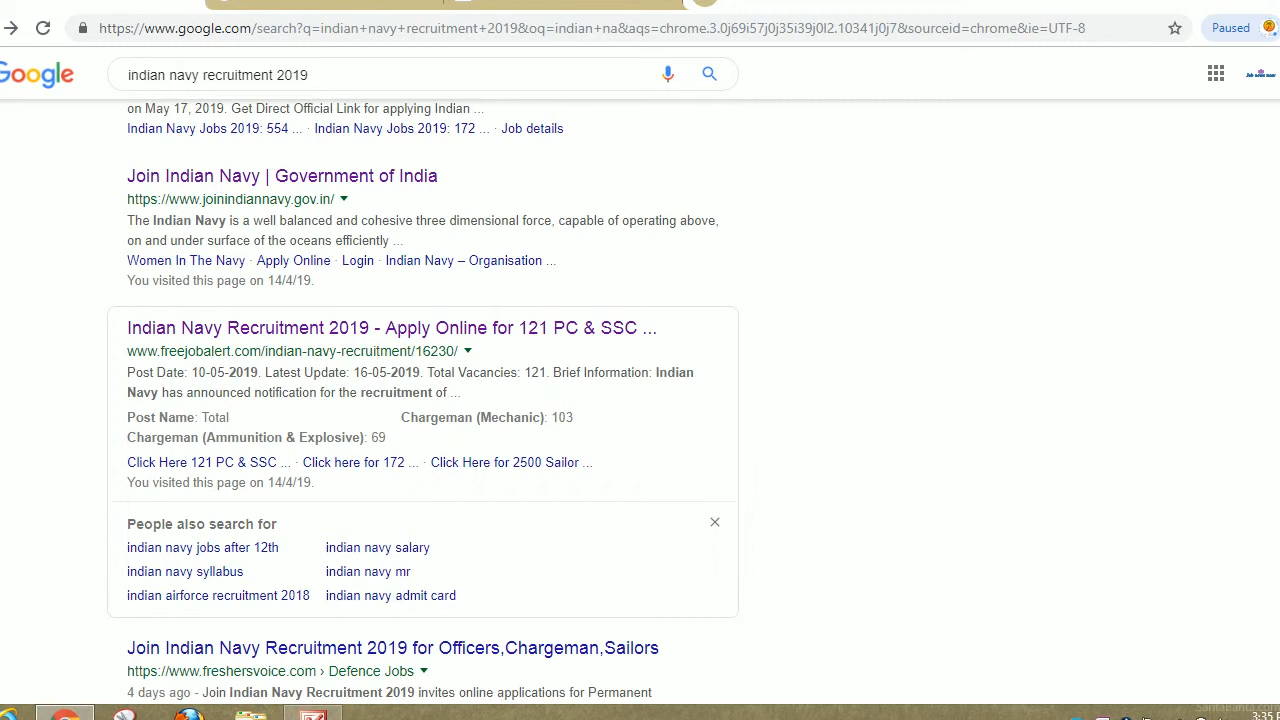 https://www.google.com/search?q=indian+navy+recruitment+2019&oq=indian+na&aqs=chrome.3.0j69i57j0j35i39j0l2.10341j0j7&sourceid=chrome&ie=UTF-8
Paused
Google
indian navy recruitment 2019
Job news now
on May 17, 2019. Get Direct Official Link for applying Indian ...
Indian Navy Jobs 2019: 554 ... · Indian Navy Jobs 2019: 172 ... · Job details
Join Indian Navy | Government of India
https://www.joinindiannavy.gov.in/
The Indian Navy is a well balanced and cohesive three dimensional force, capable of operating above,
on and under surface of the oceans efficiently ...
Women In The Navy · Apply Online · Login · Indian Navy – Organisation ...
You visited this page on 14/4/19.
Indian Navy Recruitment 2019 - Apply Online for 121 PC & SSC ...
www.freejobalert.com/indian-navy-recruitment/16230/
Post Date: 10-05-2019. Latest Update: 16-05-2019. Total Vacancies: 121. Brief Information: Indian
Navy has announced notification for the recruitment of ...
Post Name: Total Chargeman (Mechanic): 103
Chargeman (Ammunition & Explosive): 69
Click Here 121 PC & SSC ... · Click here for 172 ... · Click Here for 2500 Sailor ...
You visited this page on 14/4/19.
People also search for
indian navy jobs after 12th indian navy salary
indian navy syllabus indian navy mr
indian airforce recruitment 2018 indian navy admit card
Join Indian Navy Recruitment 2019 for Officers,Chargeman,Sailors
https://www.freshersvoice.com › Defence Jobs
4 days ago - Join Indian Navy Recruitment 2019 invites online applications for Permanent
Santabanta.com
3:36